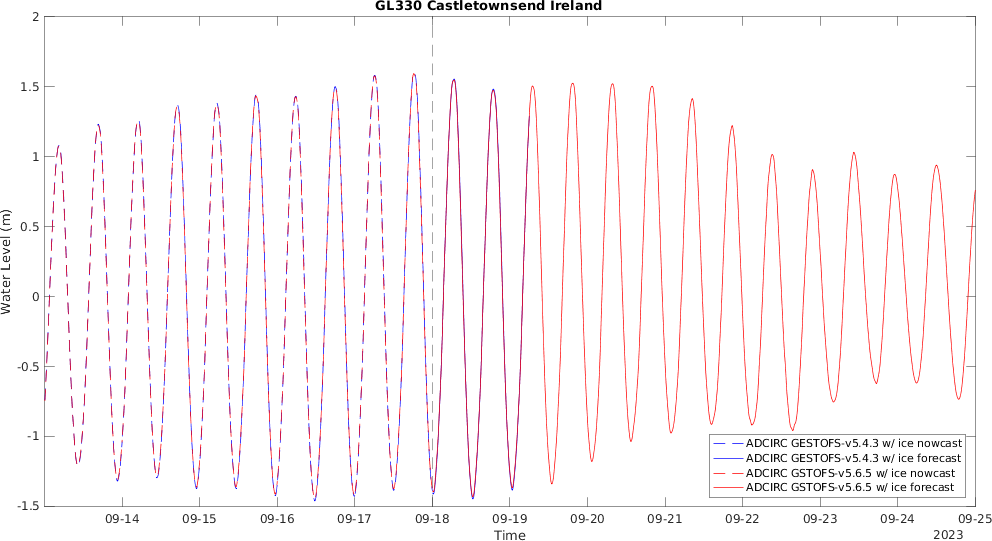 GL330 Castletownsend Ireland
2
1.5
1
0.5
0
-0.5
-1
-1.5
Water Level (m)
ADCIRC GESTOFS-v5.4.3 w/ ice nowcast
ADCIRC GESTOFS-v5.4.3 w/ ice forecast
ADCIRC GSTOFS-v5.6.5 w/ ice nowcast
ADCIRC GSTOFS-v5.6.5 w/ ice forecast
09-14 09-15 09-16 09-17 09-18 09-19 09-20 09-21 09-22 09-23 09-24 09-25
Time
2023